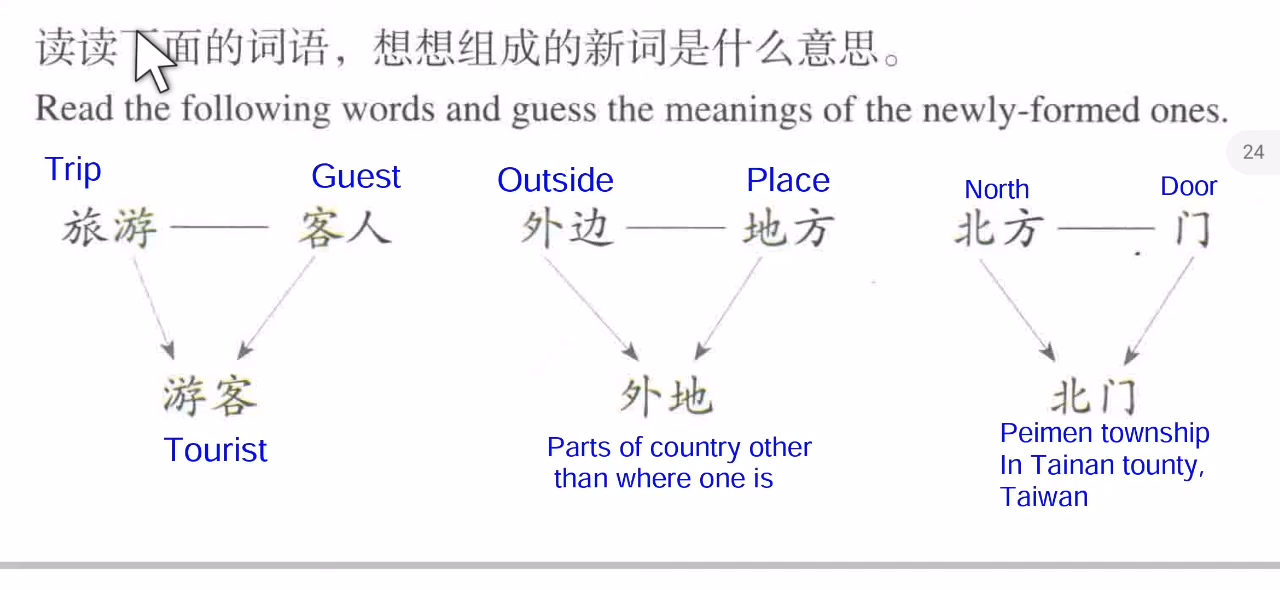 读读下面的词语，想想组成的新词是什么意思。
Read the following words and guess the meanings of the newly-formed ones.
24
Trip Guest Outside Place North Door
旅游 客人 外边 地方 北方 门
游客 外地 北门
Tourist
Parts of country other
than where one is
Peimen township
In Tainan tounty,
Taiwan